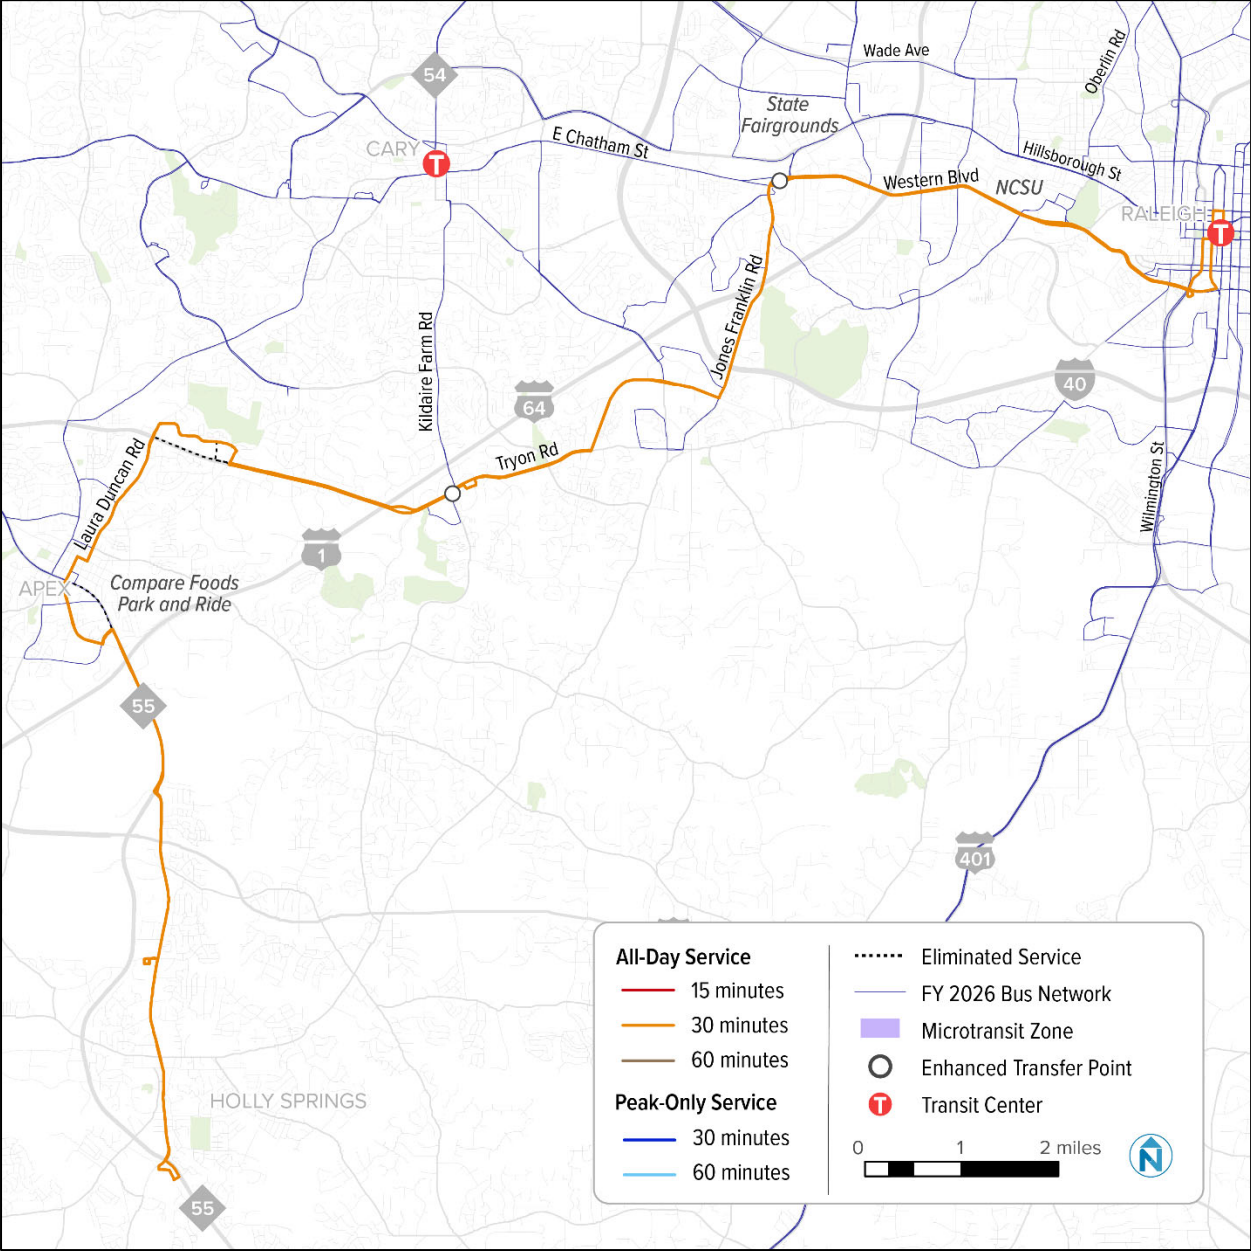 Wade Ave
Oberlin Rd
54
State
Fairgrounds
E Chatham St
CARY
T
Hillsborough St
Western Blvd
NCSU
RALEIGH
T
Jones Franklin Rd
Kildaire Farm Rd
64
40
Tryon Rd
Laura Duncan Rd
Wilmington St
1
APEX
Compare Foods
Park and Ride
55
401
HOLLY SPRINGS
55
All-Day Service
15 minutes
30 minutes
60 minutes
Peak-Only Service
30 minutes
60 minutes
Eliminated Service
FY 2026 Bus Network
Microtransit Zone
Enhanced Transfer Point
T Transit Center
0 1 2 miles
N